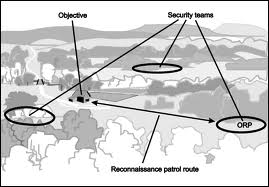 Objective
Security teams
ORP
Reconnaissance patrol route